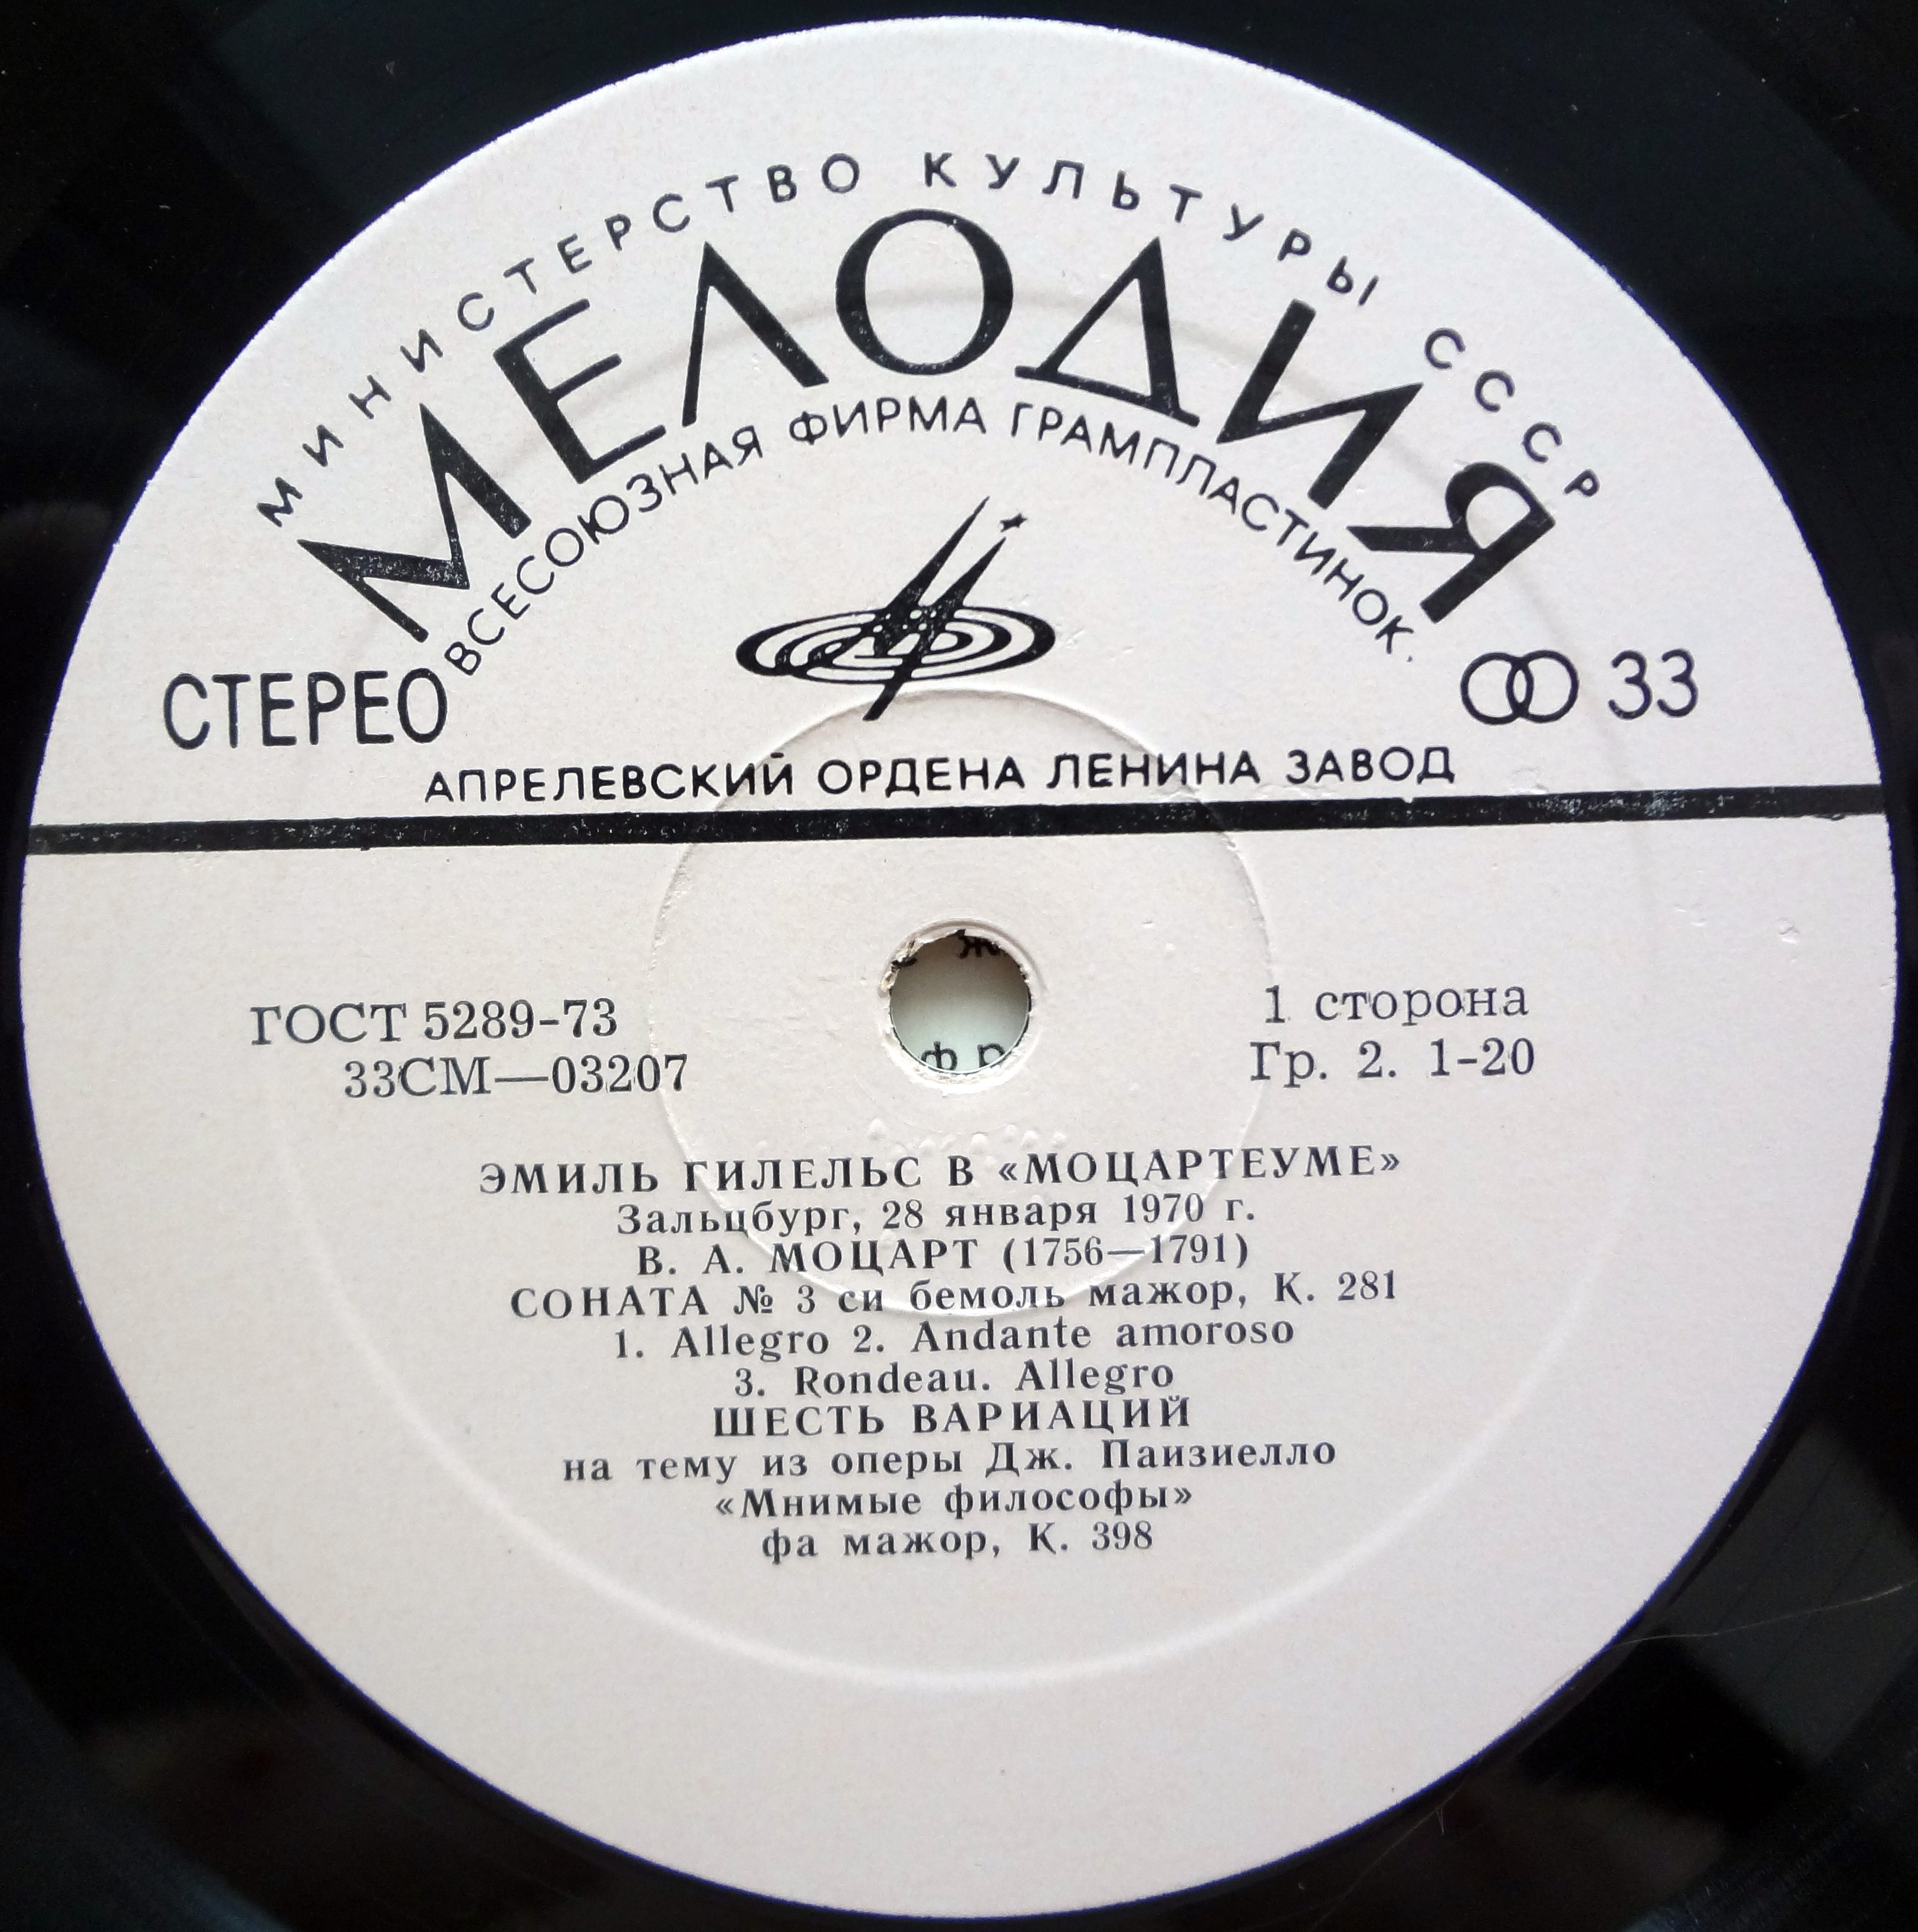 МИНИСТЕРСТВО КУЛЬТУРЫ СССР
МЕЛОДИЯ
ВСЕСОЮЗНАЯ ФИРМА ГРАМПЛАСТИНОК.
СТЕРЕО
33
АПРЕЛЕВСКИЙ ОРДЕНА ЛЕНИНА ЗАВОД
ГОСТ 5289-73
33СМ—03207
1 сторона
Гр. 2. 1-20
ЭМИЛЬ ГИЛЕЛЬС В «МОЦАРТЕУМЕ»
Зальцбург, 28 января 1970 г.
В. А. МОЦАРТ (1756—1791)
СОНАТА № 3 си бемоль мажор, К. 281
1. Allegro 2. Andante amoroso
3. Rondeau. Allegro
ШЕСТЬ ВАРИАЦИЙ
на тему из оперы Дж. Паизиелло
«Мнимые философы»
фа мажор, К. 398